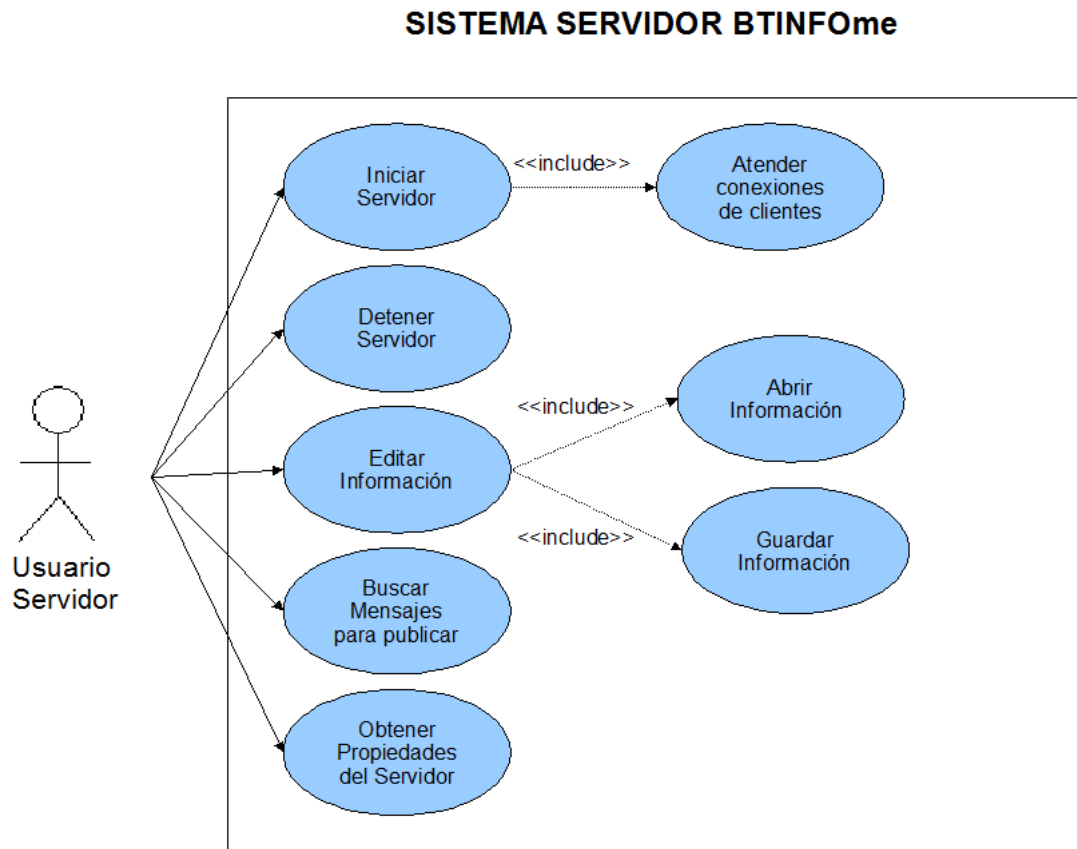 SISTEMA SERVIDOR BTINFOme
Iniciar
Servidor
<<include>>
Atender
conexiones
de clientes
Detener
Servidor
Editar
Información
<<include>>
Abrir
Información
<<include>>
Guardar
Información
Usuario
Servidor
Buscar
Mensajes
para publicar
Obtener
Propiedades
del Servidor